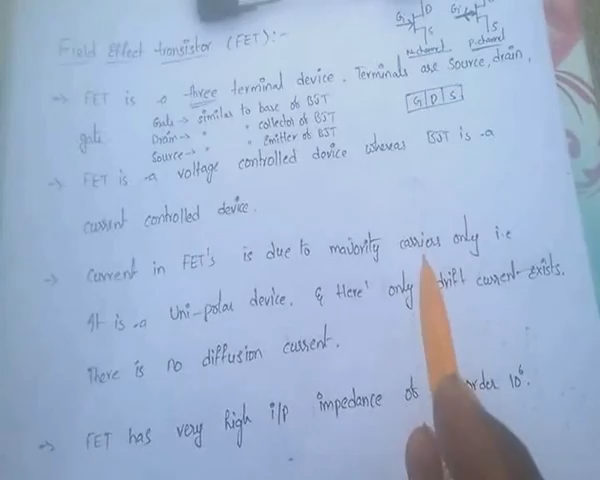 Field Effect transistor (FET):-
G D S G D S
N-channel P-channel
→ FET is a three terminal device. Terminals are Source, drain,
gate. Gate → similar to base of BJT G D S
Drain → " " collector of BJT
Source → " " Emitter of BJT
→ FET is a voltage controlled device whereas BJT is a
current controlled device.
→ Current in FET's is due to majority carriers only i.e
It is a Uni-polar device. & Here only drift current exists.
There is no diffusion current.
→ FET has very high i/p impedance of order 10⁶.